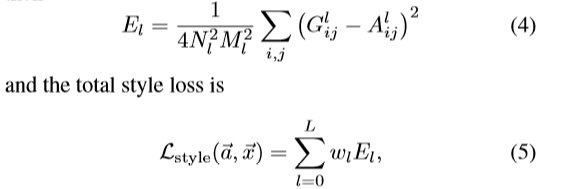 E_l = \frac{1}{4N_l^2 M_l^2} \sum_{i,j} (G_{ij}^l - A_{ij}^l)^2 (4)
and the total style loss is
\mathcal{L}_{style}(\vec{a}, \vec{x}) = \sum_{l=0}^{L} w_l E_l, (5)